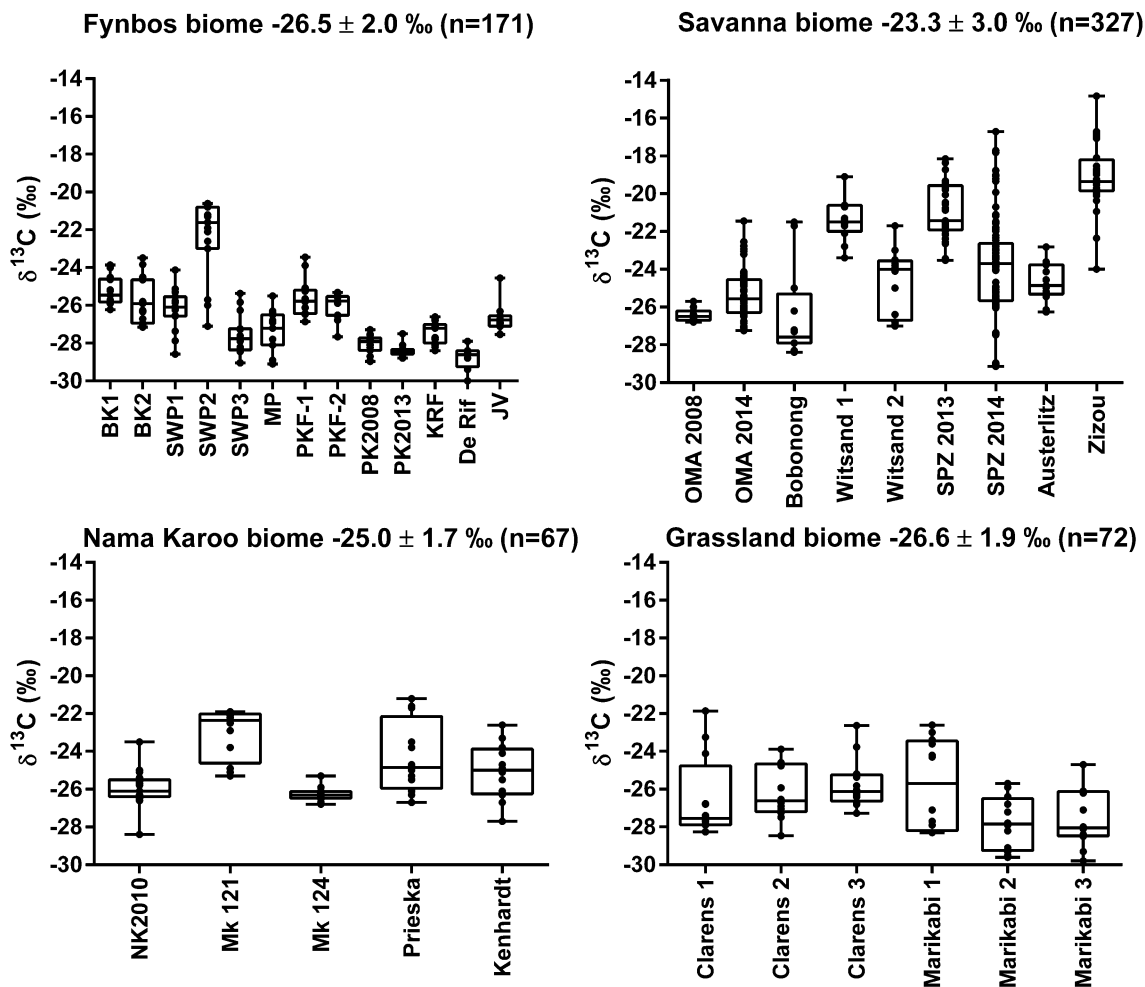 Fynbos biome -26.5 ± 2.0 ‰ (n=171)
-14
-16
-18
-20
-22
-24
-26
-28
-30
δ¹³C (‰)
BK1
BK2
SWP1
SWP2
SWP3
MP
PKF-1
PKF-2
PK2008
PK2013
KRF
De Rif
JV
Savanna biome -23.3 ± 3.0 ‰ (n=327)
-14
-16
-18
-20
-22
-24
-26
-28
-30
δ¹³C (‰)
OMA 2008
OMA 2014
Bobonong
Witsand 1
Witsand 2
SPZ 2013
SPZ 2014
Austerlitz
Zizou
Nama Karoo biome -25.0 ± 1.7 ‰ (n=67)
-14
-16
-18
-20
-22
-24
-26
-28
-30
δ¹³C (‰)
NK2010
Mk 121
Mk 124
Prieska
Kenhardt
Grassland biome -26.6 ± 1.9 ‰ (n=72)
-14
-16
-18
-20
-22
-24
-26
-28
-30
δ¹³C (‰)
Clarens 1
Clarens 2
Clarens 3
Marikabi 1
Marikabi 2
Marikabi 3